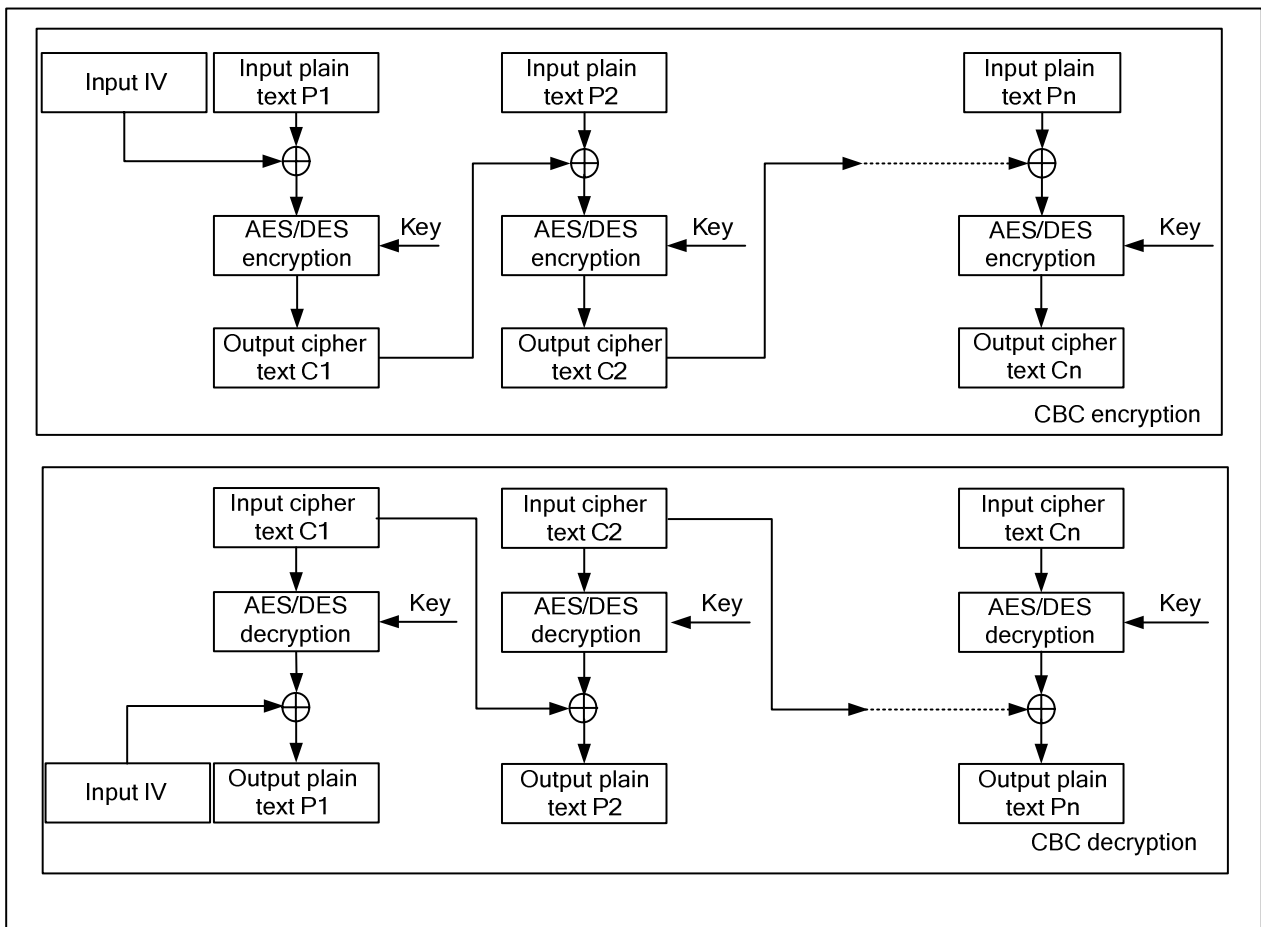 Input IV
Input plain
text P1
Input plain
text P2
Input plain
text Pn
AES/DES
encryption
Key
AES/DES
encryption
Key
AES/DES
encryption
Key
Output cipher
text C1
Output cipher
text C2
Output cipher
text Cn
CBC encryption
Input cipher
text C1
Input cipher
text C2
Input cipher
text Cn
AES/DES
decryption
Key
AES/DES
decryption
Key
AES/DES
decryption
Key
Input IV
Output plain
text P1
Output plain
text P2
Output plain
text Pn
CBC decryption